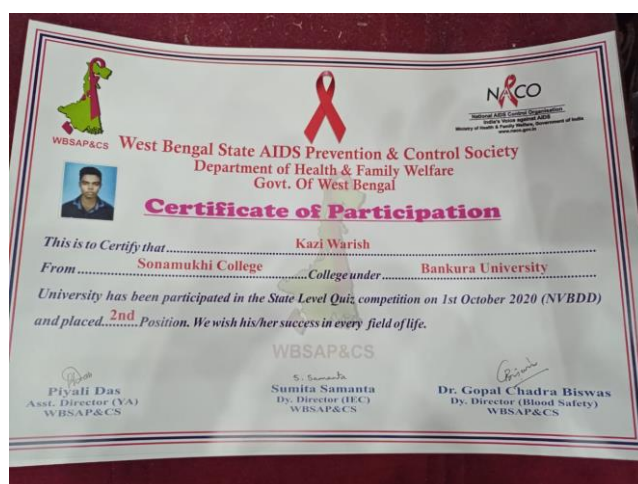 WBSAP&CS
NACO
National AIDS Control Organisation
India's Voice against AIDS
Ministry of Health & Family Welfare, Government of India
www.naco.gov.in
West Bengal State AIDS Prevention & Control Society
Department of Health & Family Welfare
Govt. Of West Bengal
Certificate of Participation
This is to Certify that..........Kazi Warish..........
From..........Sonamukhi College..........College under..........Bankura University..........
University has been participated in the State Level Quiz competition on 1st October 2020 (NVBDD)
and placed..2nd..Position. We wish his/her success in every field of life.
WBSAP&CS
S. Samanta
Piyali Das
Asst. Director (YA)
WBSAP&CS
Sumita Samanta
Dy. Director (IEC)
WBSAP&CS
Dr. Gopal Chadra Biswas
Dy. Director (Blood Safety)
WBSAP&CS